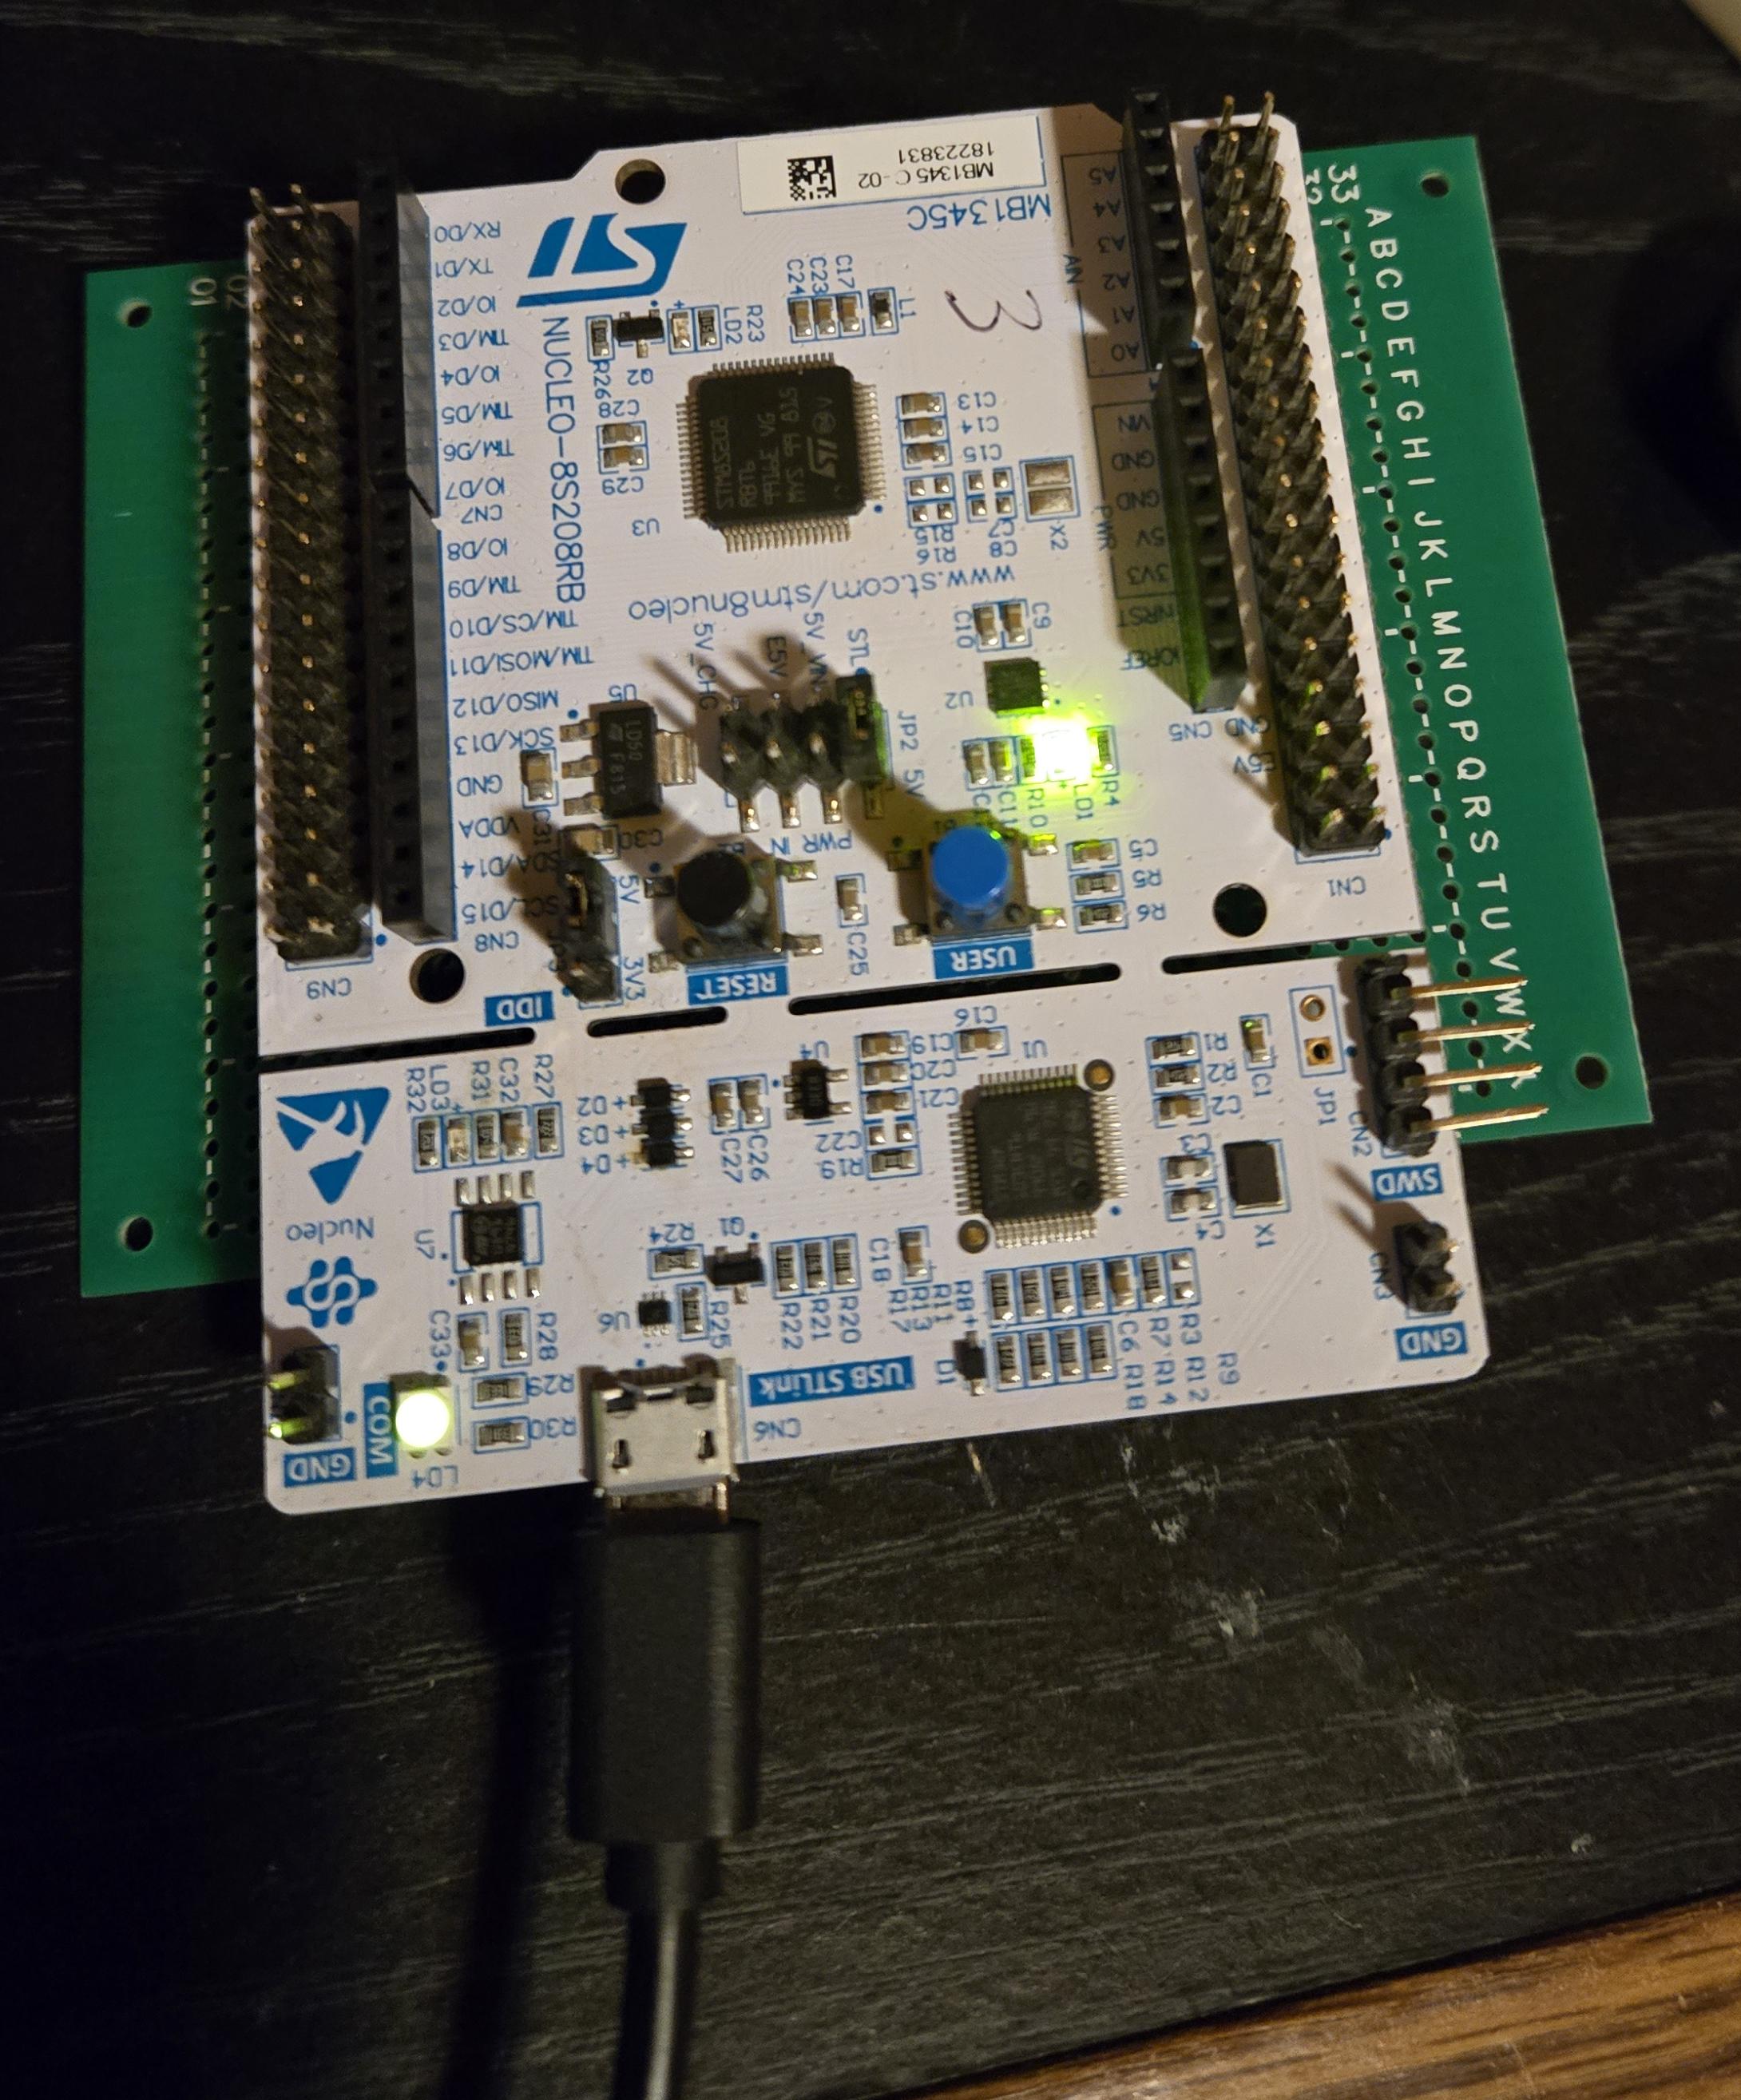 MB1345C-02
18223831
MB1345C
ST
NUCLEO-8S208RB
www.st.com/stm8nucleo
3
RX/D0
TX/D1
IO/D2
TIM/D3
IO/D4
TIM/D5
TIM/D6
IO/D7
CN7
IO/D8
TIM/D9
TIM/CS/D10
TIM/MOSI/D11
MISO/D12
SCK/D13
GND
VDDA
SCL/D15
CN8
CN9
A5
A4
A3
A2
A1
A0
AIN
VIN
GND
GND
5V
3V3
NRST
IOREF
PWR
CN5
GND
E5V
CN1
C24
C23
C17
L1
R23
LD2
Q2
R26
C28
C29
U3
C13
C14
C15
R15
R16
C7
C8
X2
C10
C9
U2
U5
5V_CHG
E5V
5V_VIN
JP2
5V
PWR IN
C31
C30
5V
3V3
IDD
RESET
C25
USER
R10
LD1
R4
C5
R5
R6
Nucleo
R32
LD3
R31
C32
R27
D2
D3
D4
C27
C26
C19
C20
C21
C22
R19
C16
U1
R1
R2
C2
C1
C3
C4
X1
JP1
CN2
SWD
CN3
GND
U7
R24
Q1
U6
R25
R22
R21
R20
C18
R17
R13
R11
R8
D1
C6
R7
R3
R18
R14
R12
R9
C33
R28
R29
R30
USB STLink
CN6
COM
LD4
GND
01
02
33
A B C D E F G H I J K L M N O P Q R S T U V W X